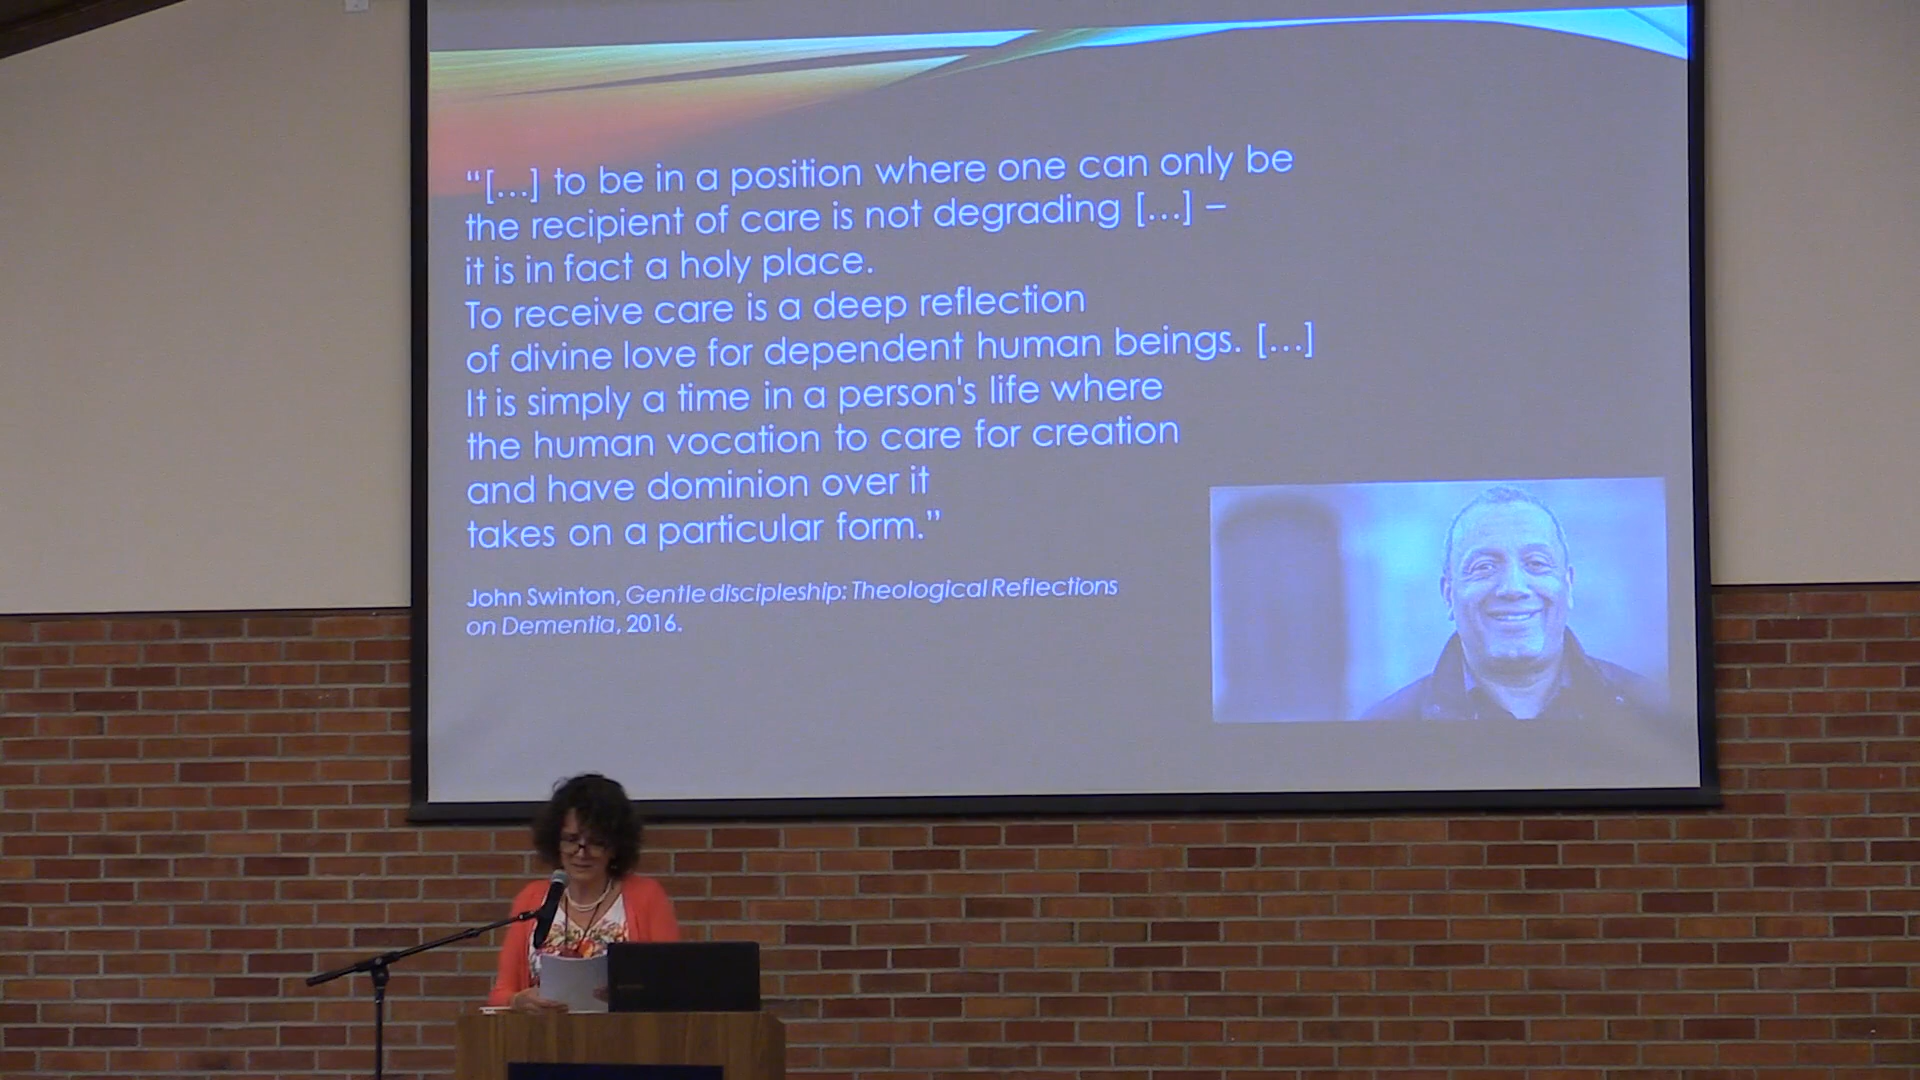 “[…] to be in a position where one can only be
the recipient of care is not degrading […] –
it is in fact a holy place.
To receive care is a deep reflection
of divine love for dependent human beings. […]
It is simply a time in a person's life where
the human vocation to care for creation
and have dominion over it
takes on a particular form.”
John Swinton, Gentle discipleship: Theological Reflections
on Dementia, 2016.